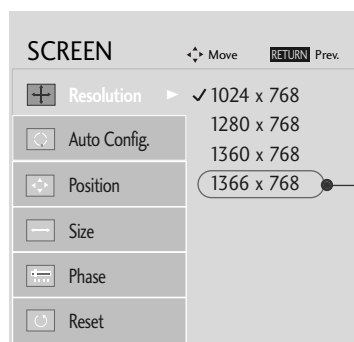 SCREEN
Move RETURN Prev.
Resolution
✓ 1024 x 768
1280 x 768
1360 x 768
1366 x 768
Auto Config.
Position
Size
Phase
Reset